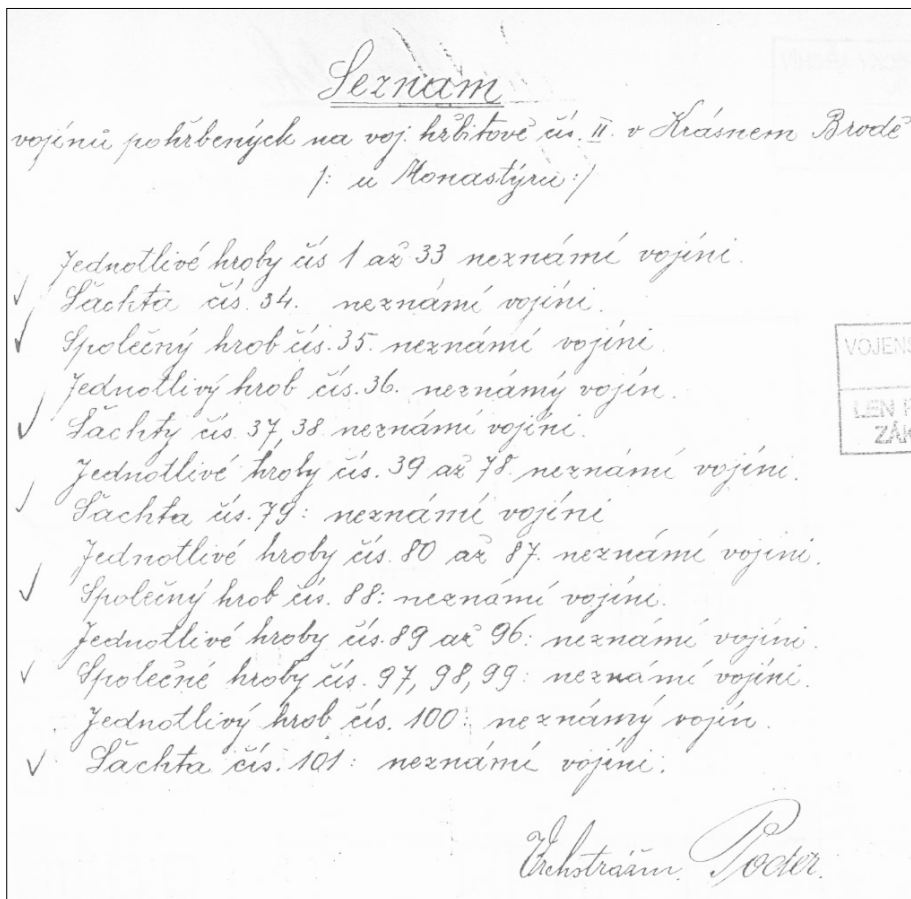 Seznam
vojínů pohřbených na voj. hřbitově čís. II. v Krásnem Brodě
/: u Monastýru :/
Jednotlivé hroby čís 1 až 33 neznámí vojíni.
Šachta čís. 34. neznámí vojíni.
Společný hrob čís. 35. neznámí vojíni.
Jednotlivý hrob čís. 36. neznámý vojín.
Šachty čís. 37, 38. neznámí vojíni.
Jednotlivé hroby čís. 39 až 78. neznámí vojíni.
Šachta čís. 79: neznámí vojíni
Jednotlivé hroby čís. 80 až 87. neznámí vojíni.
Společný hrob čís. 88: neznámí vojíni.
Jednotlivé hroby čís. 89 až 96: neznámí vojíni.
Společné hroby čís. 97, 98, 99: neznámí vojíni.
Jednotlivý hrob čís. 100: neznámý vojín.
Šachta čís. 101: neznámí vojíni.
VOJENS
LEN
ZÁK
Vrchstrážm. Poder.